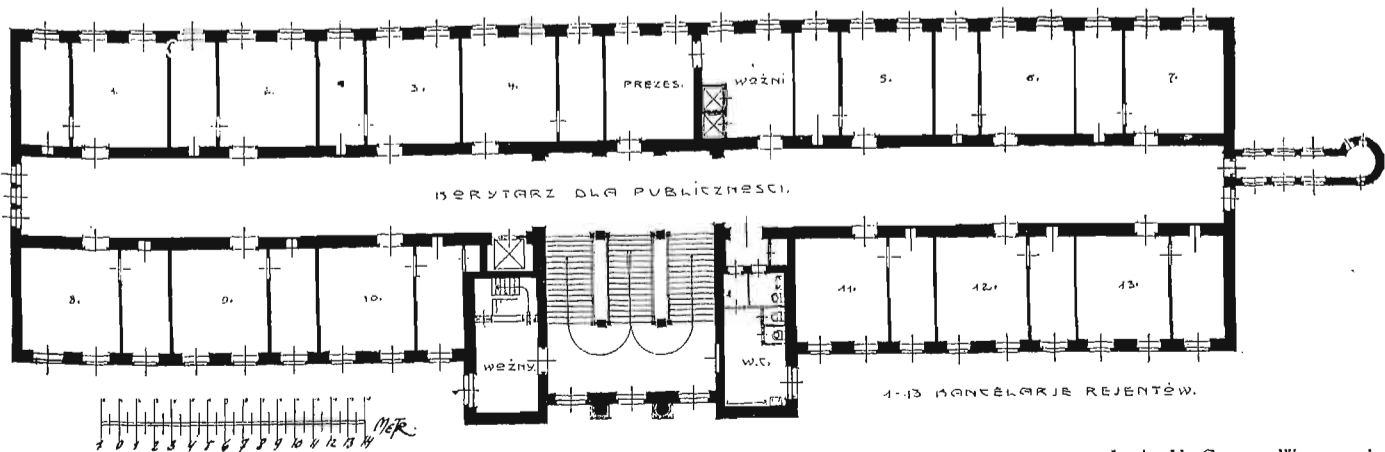 1. 2. 3. 4. PREZES. WOŹNI 5. 6. 7.
KORYTARZ DLA PUBLICZNOSCI.
8. 9. 10. 11. 12. 13.
WOŹNY. W.C.
1-13 KANCELARJE REJENTÓW.
METR.
1 0 1 2 3 4 5 6 7 8 9 10 11 12 13 14